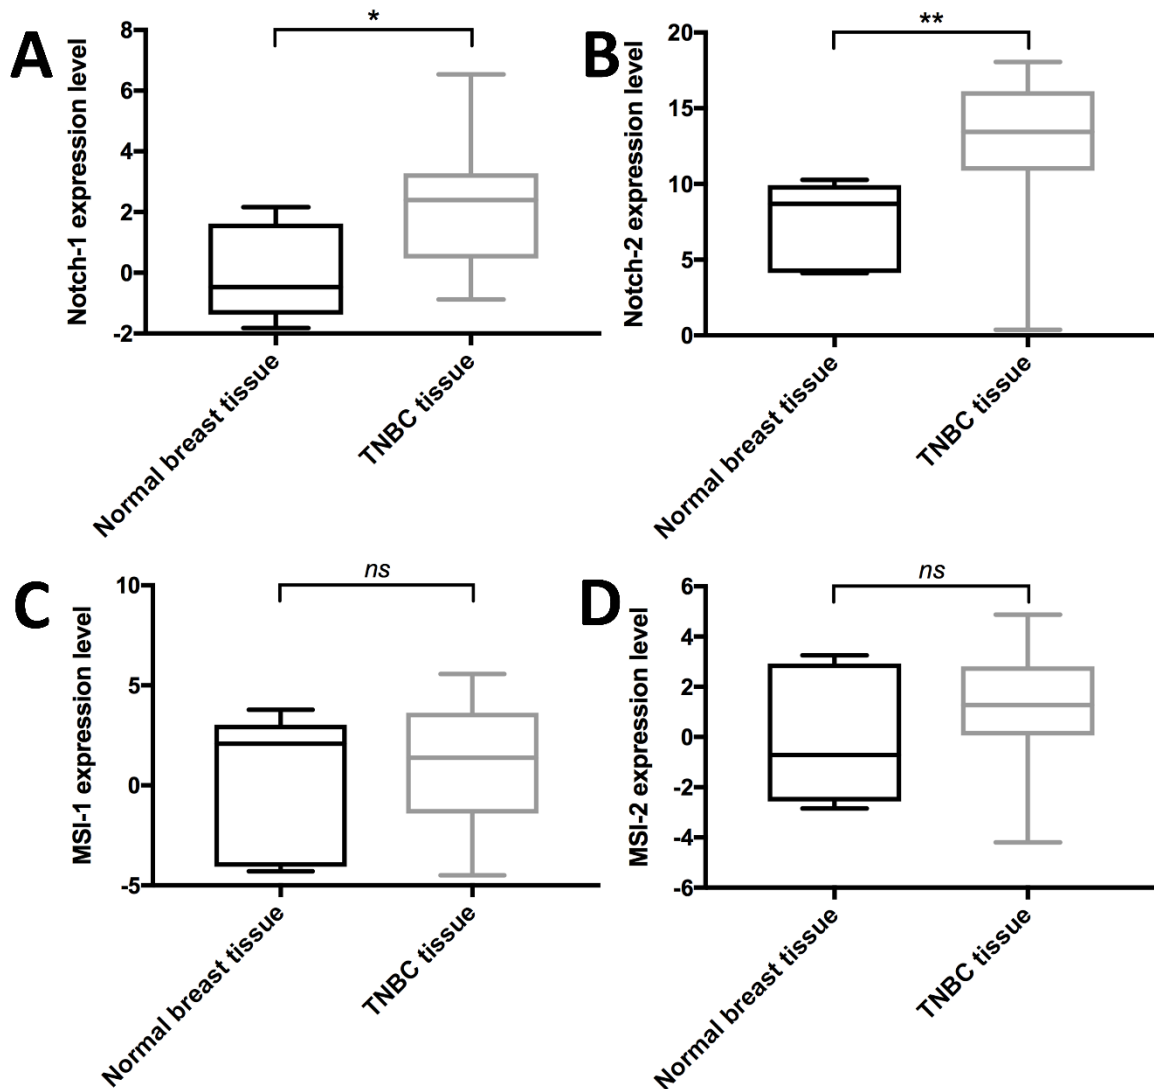 A
Notch-1 expression level
8
6
4
2
0
-2
*
Normal breast tissue
TNBC tissue
B
Notch-2 expression level
20
15
10
5
0
**
Normal breast tissue
TNBC tissue
C
MSI-1 expression level
10
5
0
-5
ns
Normal breast tissue
TNBC tissue
D
MSI-2 expression level
6
4
2
0
-2
-4
-6
ns
Normal breast tissue
TNBC tissue